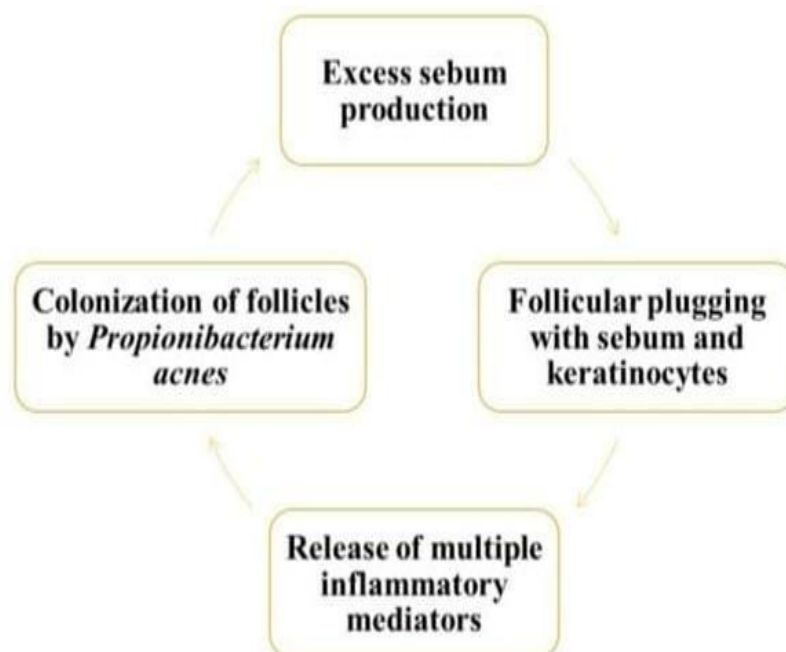 Excess sebum
production
Follicular plugging
with sebum and
keratinocytes
Release of multiple
inflammatory
mediators
Colonization of follicles
by Propionibacterium
acnes